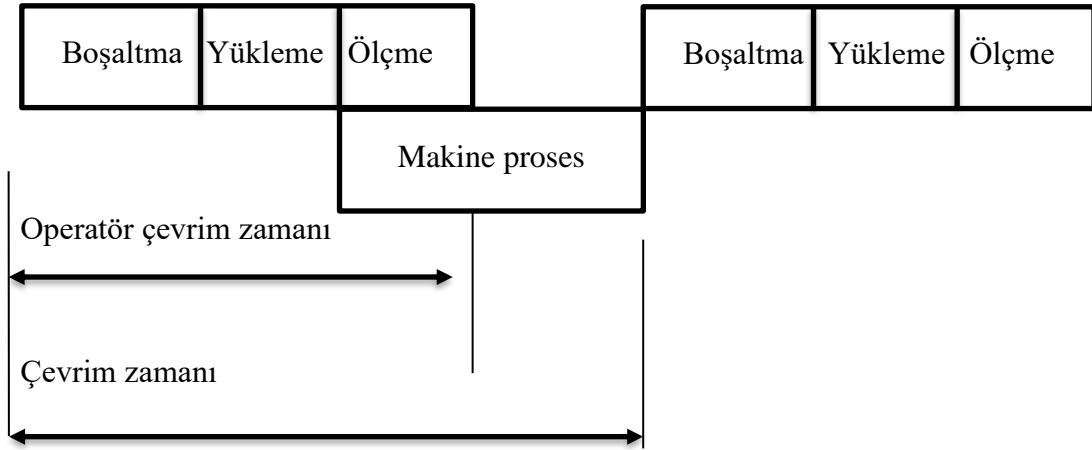 Boşaltma Yükleme Ölçme Boşaltma Yükleme Ölçme
Makine proses
Operatör çevrim zamanı
Çevrim zamanı